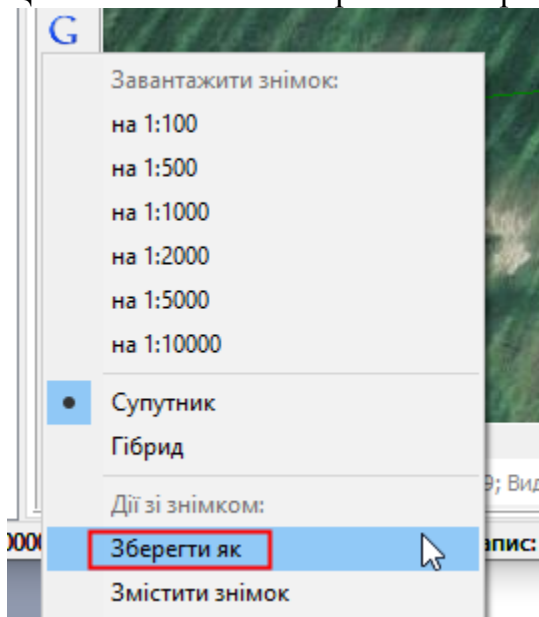 G
Завантажити знімок:
на 1:100
на 1:500
на 1:1000
на 1:2000
на 1:5000
на 1:10000
Супутник
Гібрид
Дії зі знімком:
Зберегти як
Змістити знімок